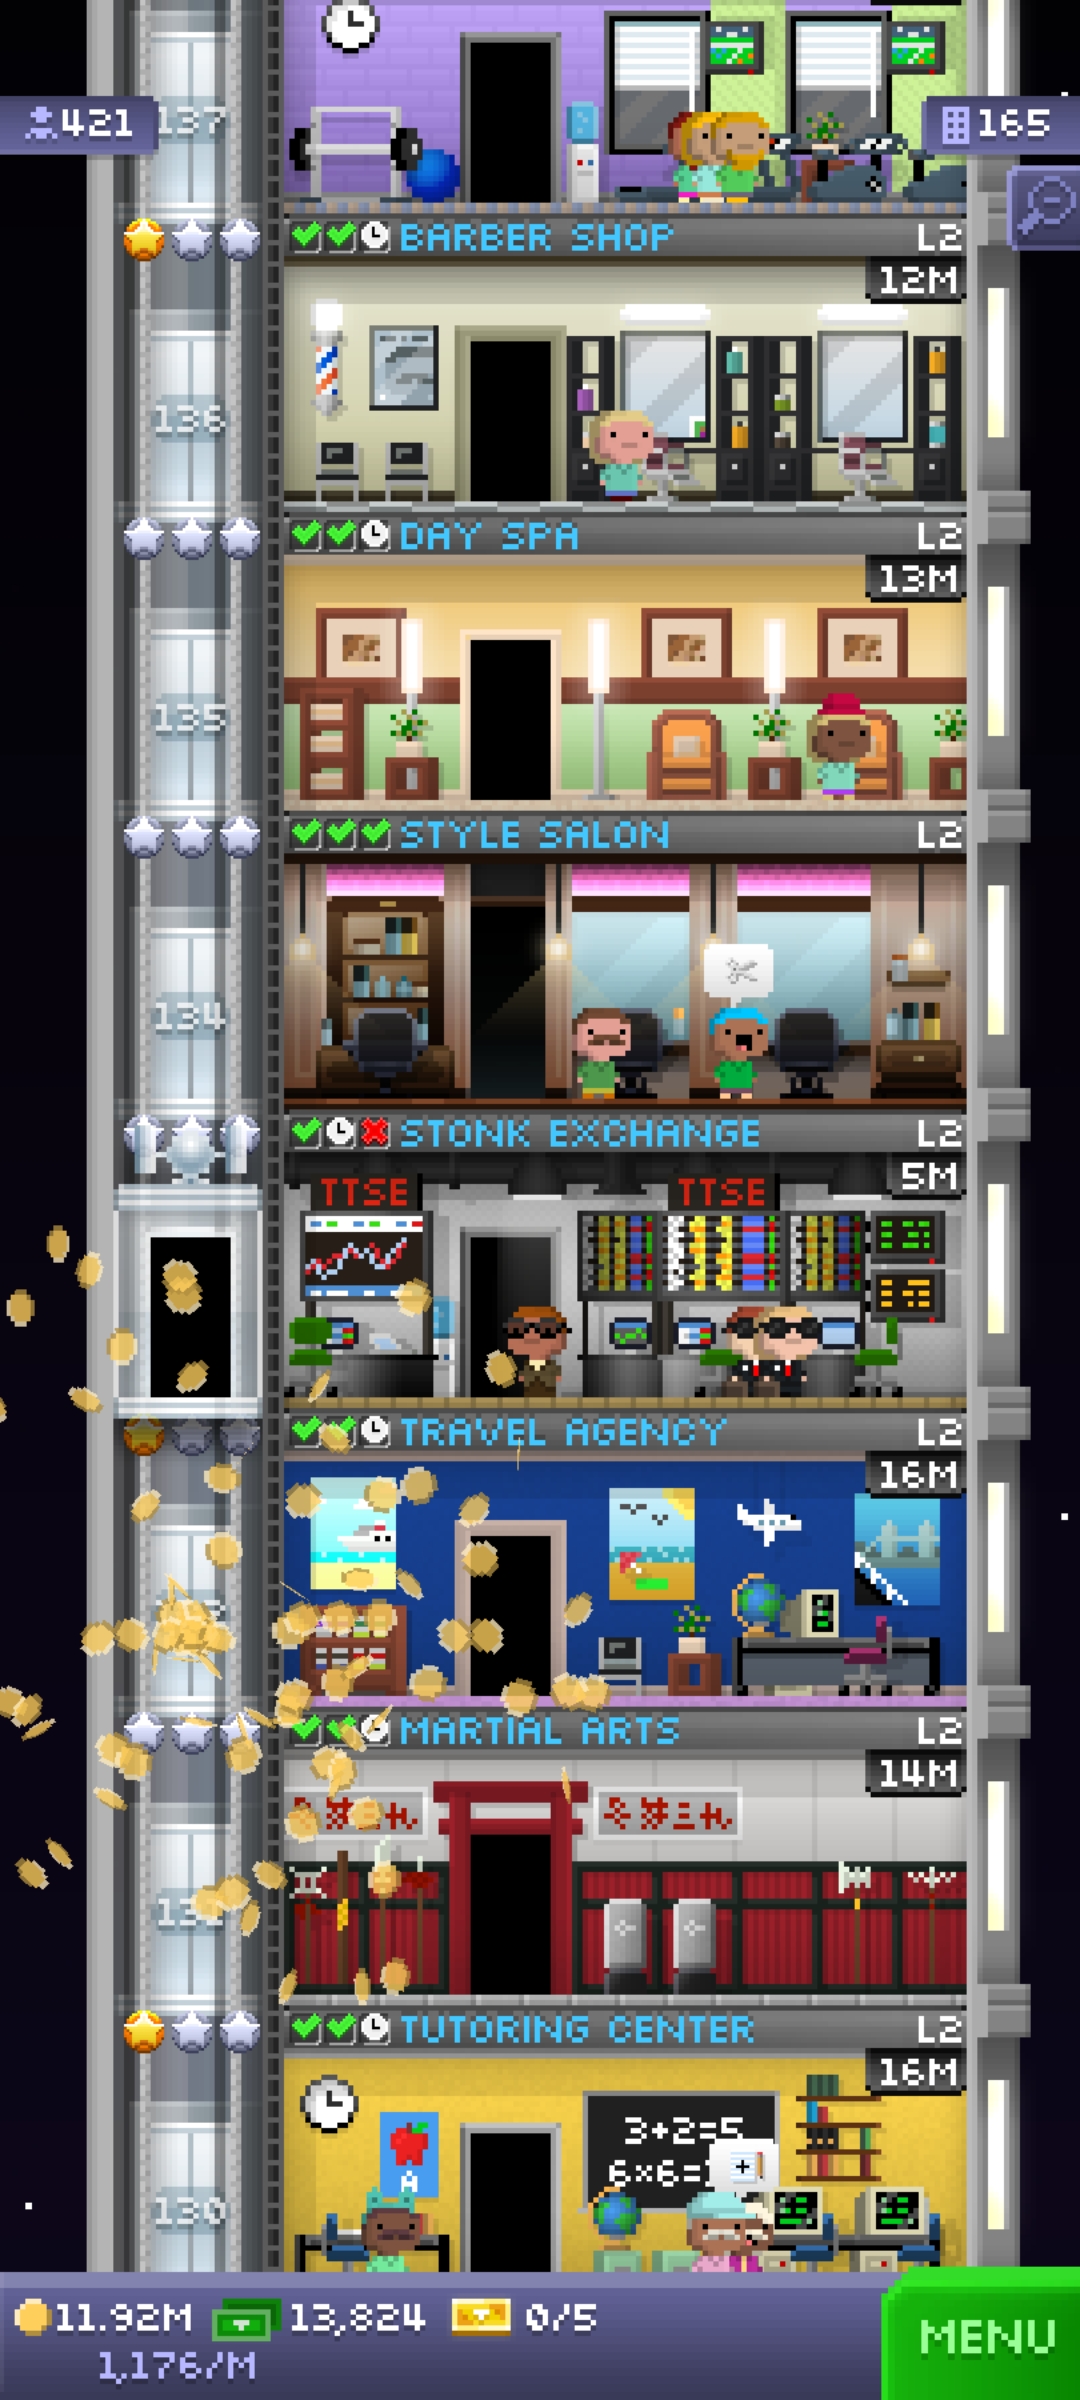 137
421
165
BARBER SHOP L2
12M
136
DAY SPA L2
13M
135
STYLE SALON L2
134
STONK EXCHANGE L2
5M
TTSE TTSE
TRAVEL AGENCY L2
16M
MARTIAL ARTS L2
14M
TUTORING CENTER L2
16M
3+2=5
6×6=
A
130
11.92M 13,824 0/5
1,176/M
MENU